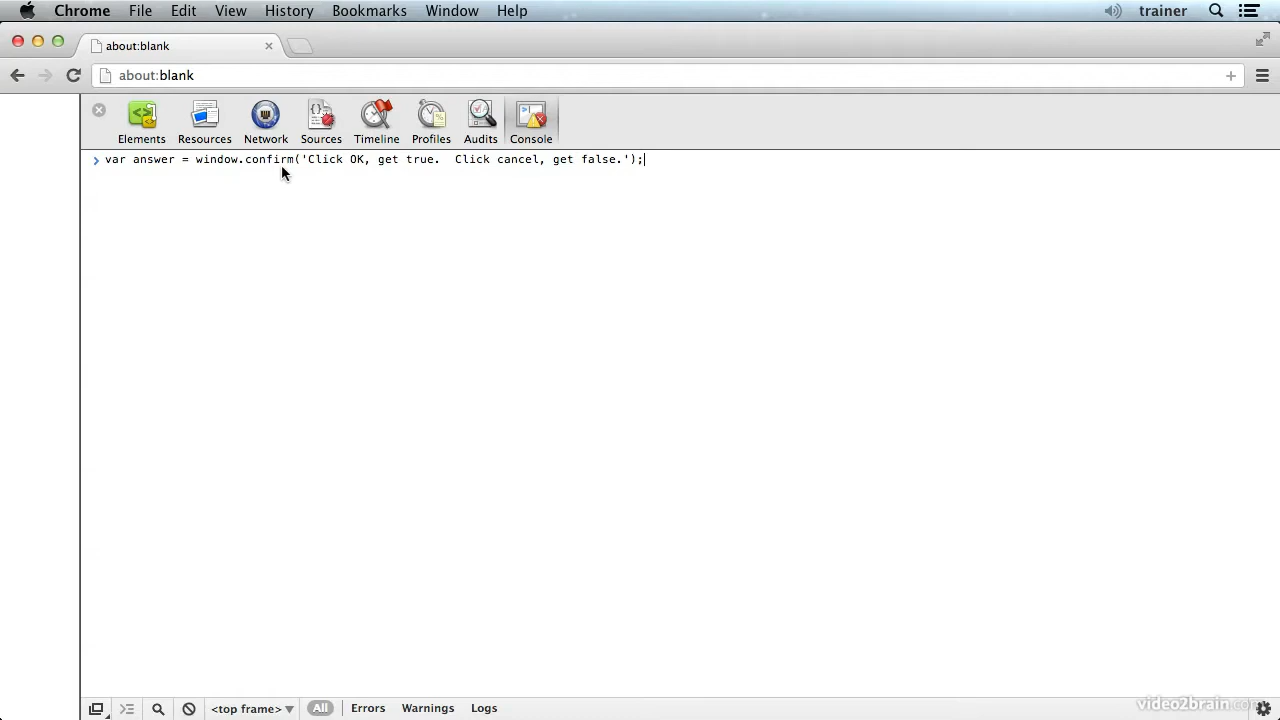 Chrome File Edit View History Bookmarks Window Help trainer
about:blank
about:blank
Elements Resources Network Sources Timeline Profiles Audits Console
var answer = window.confirm('Click OK, get true.  Click cancel, get false.');
<top frame> All Errors Warnings Logs
video2brain.com